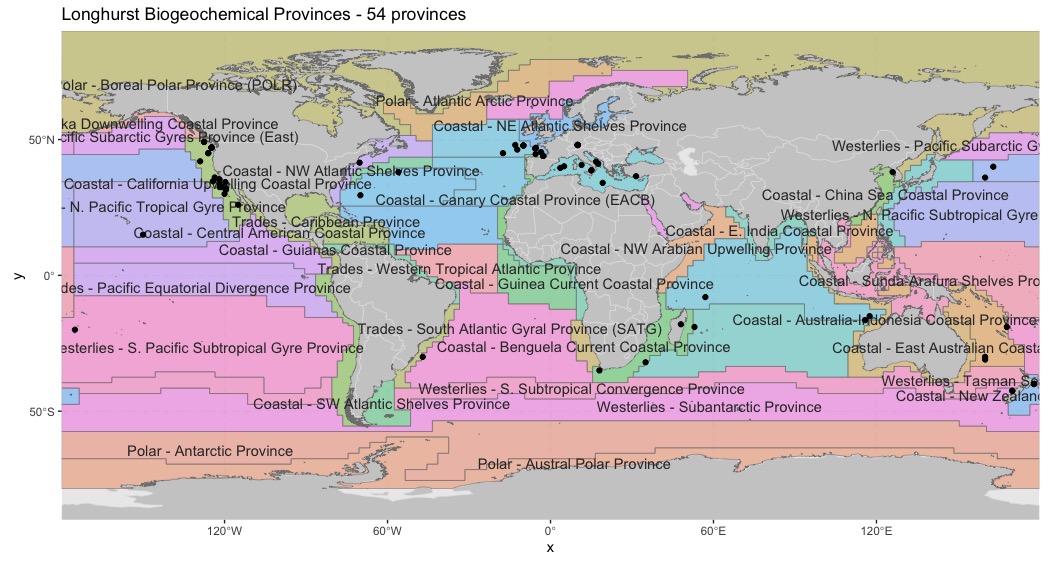 Longhurst Biogeochemical Provinces - 54 provinces
olar - Boreal Polar Province (POLR)
Polar - Atlantic Arctic Province
ka Downwelling Coastal Province
Coastal - NE Atlantic Shelves Province
50°N
ific Subarctic Gyres Province (East)
Westerlies - Pacific Subarctic G
Coastal - NW Atlantic Shelves Province
Coastal - California Upwelling Coastal Province
Coastal - China Sea Coastal Province
Coastal - Canary Coastal Province (EACB)
N. Pacific Tropical Gyre Province
Westerlies - N. Pacific Subtropical Gyre
Trades - Caribbean Province
Coastal - Central American Coastal Province
Coastal - E. India Coastal Province
Coastal - Guianas Coastal Province
Coastal - NW Arabian Upwelling Province
Trades - Western Tropical Atlantic Province
0°
des - Pacific Equatorial Divergence Province
Coastal - Guinea Current Coastal Province
Coastal - Sunda-Arafura Shelves Pro
Trades - South Atlantic Gyral Province (SATG)
Coastal - Australia-Indonesia Coastal Province
esterlies - S. Pacific Subtropical Gyre Province
Coastal - Benguela Current Coastal Province
Coastal - East Australian Coasta
Westerlies - S. Subtropical Convergence Province
Westerlies - Tasman S
Coastal - New Zealan
50°S
Coastal - SW Atlantic Shelves Province
Westerlies - Subantarctic Province
Polar - Antarctic Province
Polar - Austral Polar Province
120°W
60°W
0°
60°E
120°E
x
y